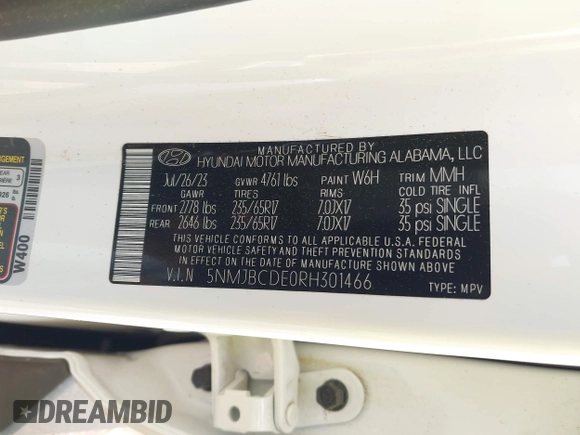 MANUFACTURED BY
HYUNDAI MOTOR MANUFACTURING ALABAMA, LLC
Jul/26/23 GVWR 4761 lbs PAINT W6H TRIM MMH
GAWR TIRES RIMS COLD TIRE INFL
FRONT 2778 lbs 235/65R17 7.0JX17 35 psi SINGLE
REAR 2646 lbs 235/65R17 7.0JX17 35 psi SINGLE
THIS VEHICLE CONFORMS TO ALL APPLICABLE U.S.A. FEDERAL
MOTOR VEHICLE SAFETY AND THEFT PREVENTION STANDARDS
IN EFFECT ON THE DATE OF MANUFACTURE SHOWN ABOVE.
V.I.N 5NMJBCDE0RH301466
TYPE: MPV
W400
DREAMBID